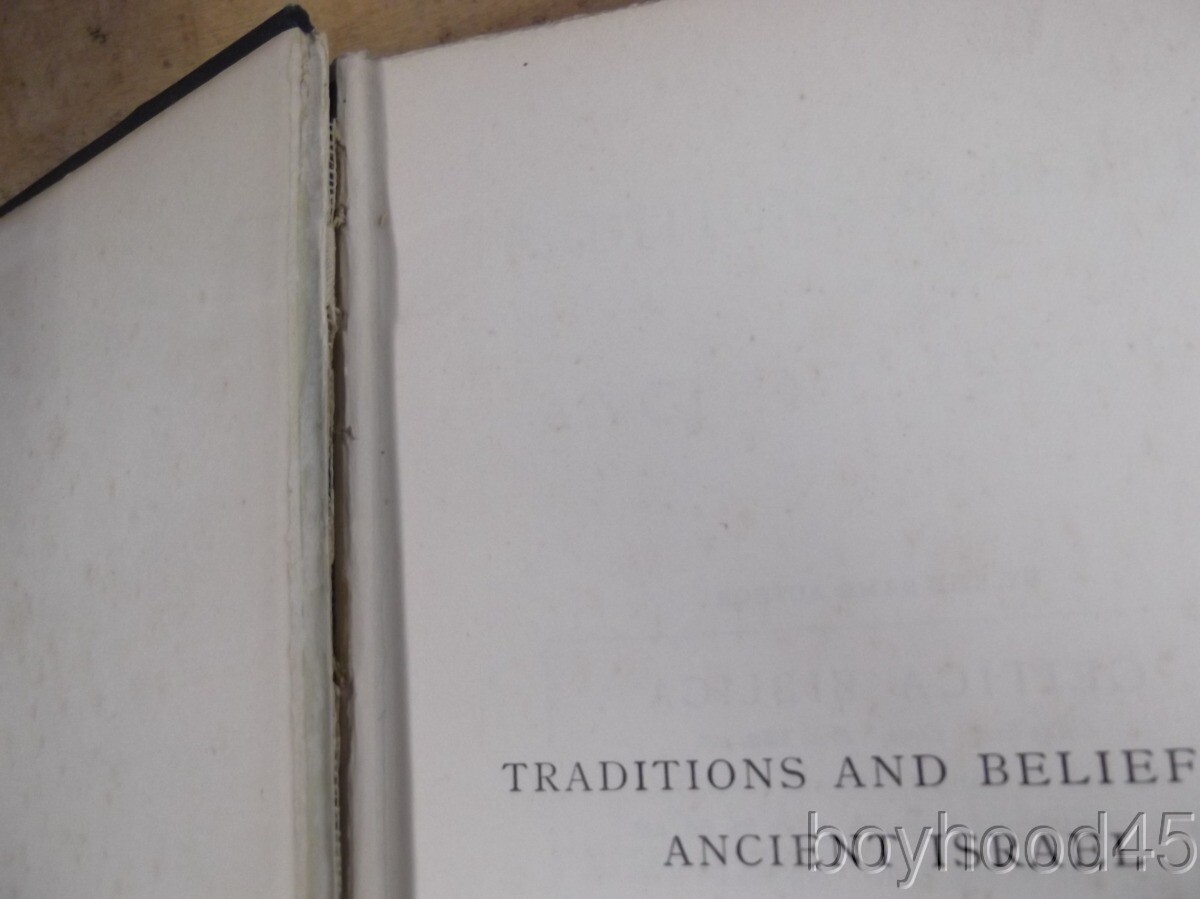 TRADITIONS AND BELIEF
ANCIENT ISRAEL
boyhood45